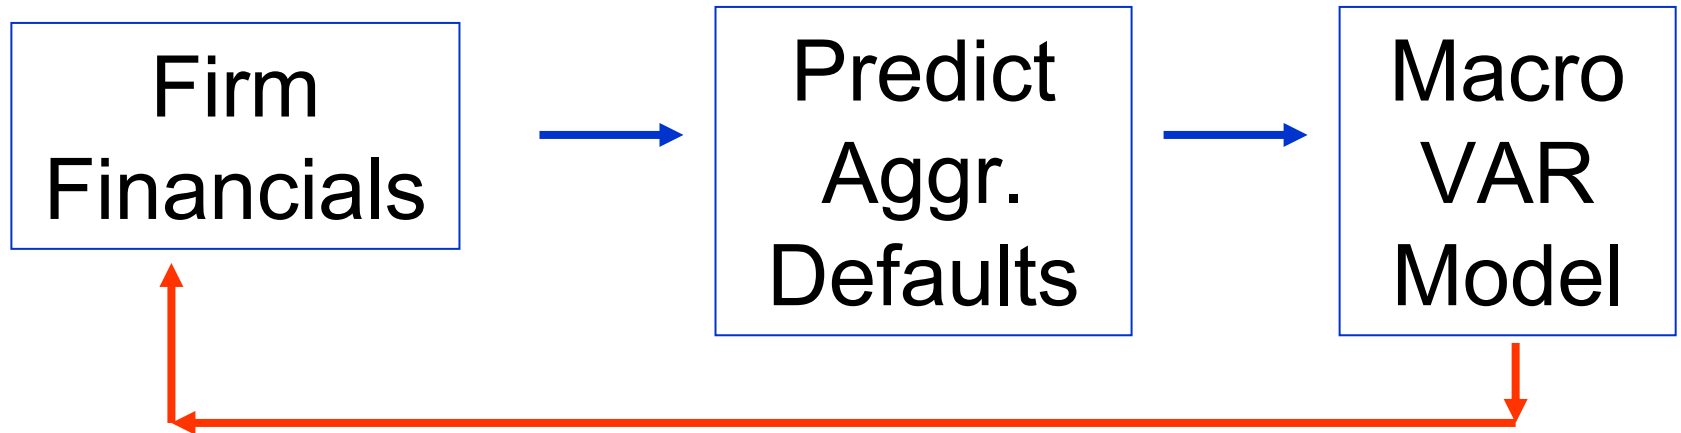 Firm
Financials
Predict
Aggr.
Defaults
Macro
VAR
Model